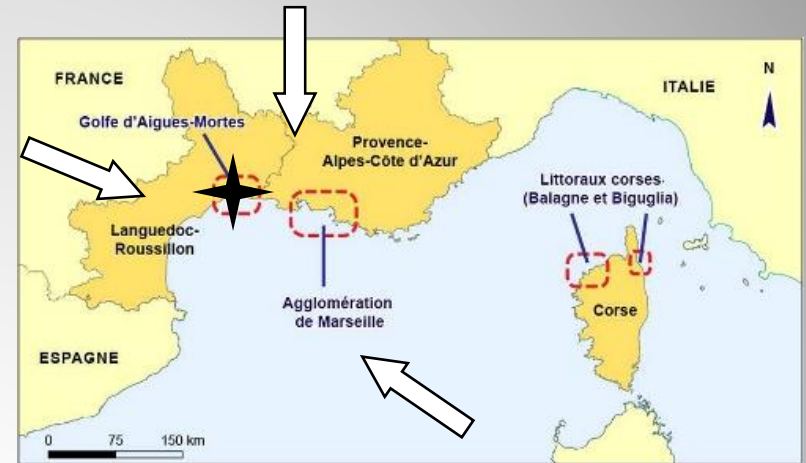 FRANCE
ITALIE
N
Golfe d'Aigues-Mortes
Provence-
Alpes-Côte d'Azur
Littoraux corses
(Balagne et Biguglia)
Languedoc-
Roussillon
Agglomération
de Marseille
Corse
ESPAGNE
0 75 150 km